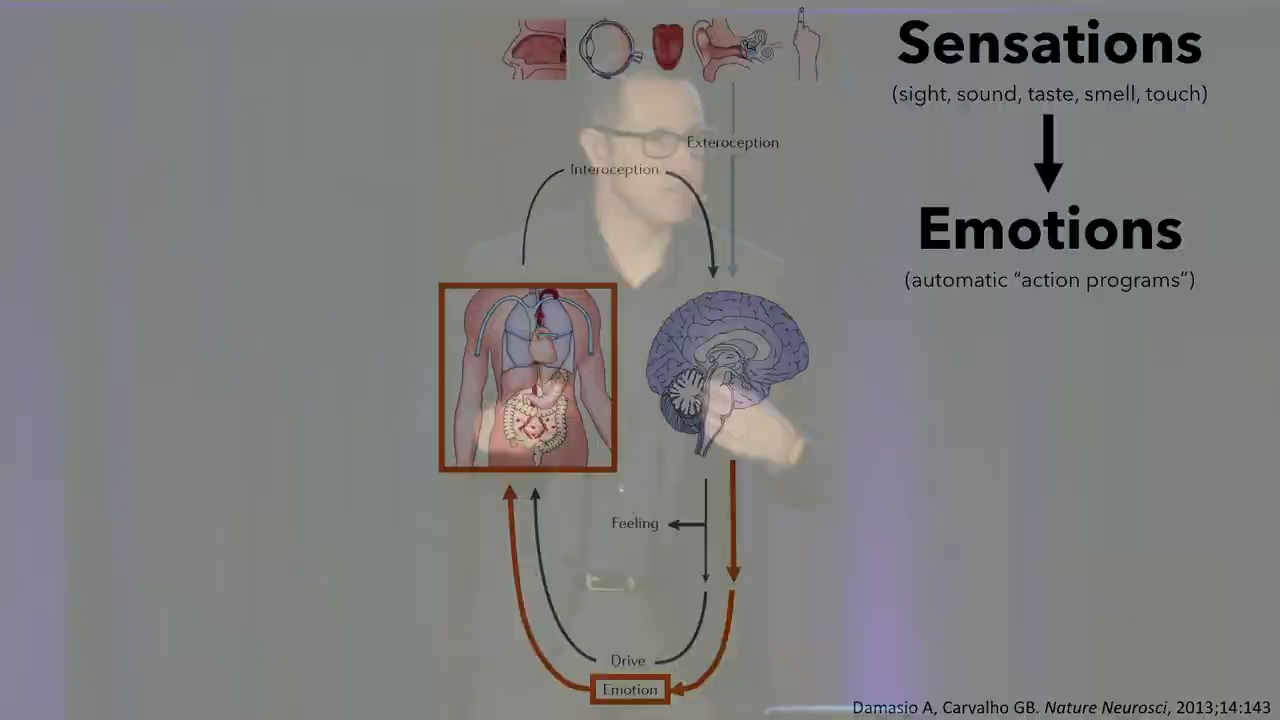 Sensations
(sight, sound, taste, smell, touch)
Exteroception
Interoception
Emotions
(automatic “action programs”)
Feeling
Drive
Emotion
Damasio A, Carvalho GB. Nature Neurosci, 2013;14:143